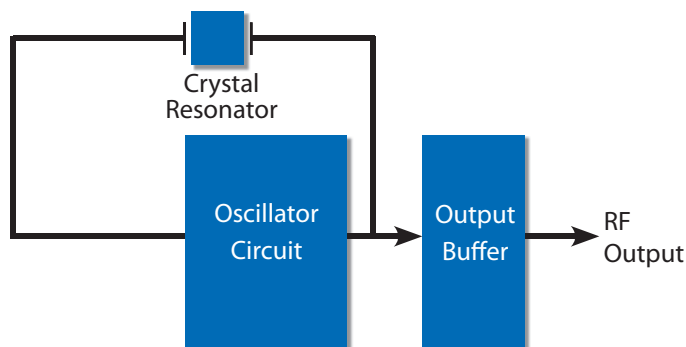 Crystal
Resonator
Oscillator
Circuit
Output
Buffer
RF
Output